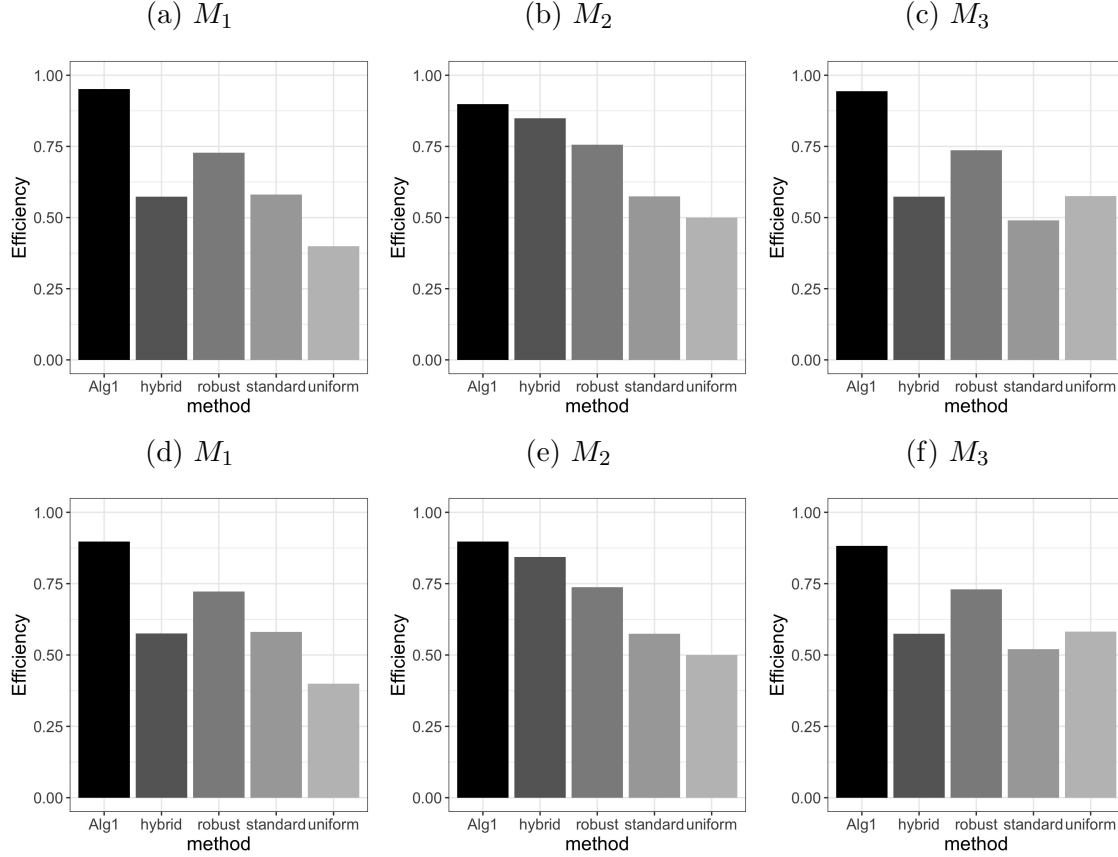 (a) M₁ (b) M₂ (c) M₃
1.00 1.00 1.00
0.75 0.75 0.75
0.50 0.50 0.50
0.25 0.25 0.25
0.00 0.00 0.00
Efficiency Efficiency Efficiency
Alg1 hybrid robust standard uniform Alg1 hybrid robust standard uniform Alg1 hybrid robust standard uniform
method method method
(d) M₁ (e) M₂ (f) M₃
1.00 1.00 1.00
0.75 0.75 0.75
0.50 0.50 0.50
0.25 0.25 0.25
0.00 0.00 0.00
Efficiency Efficiency Efficiency
Alg1 hybrid robust standard uniform Alg1 hybrid robust standard uniform Alg1 hybrid robust standard uniform
method method method